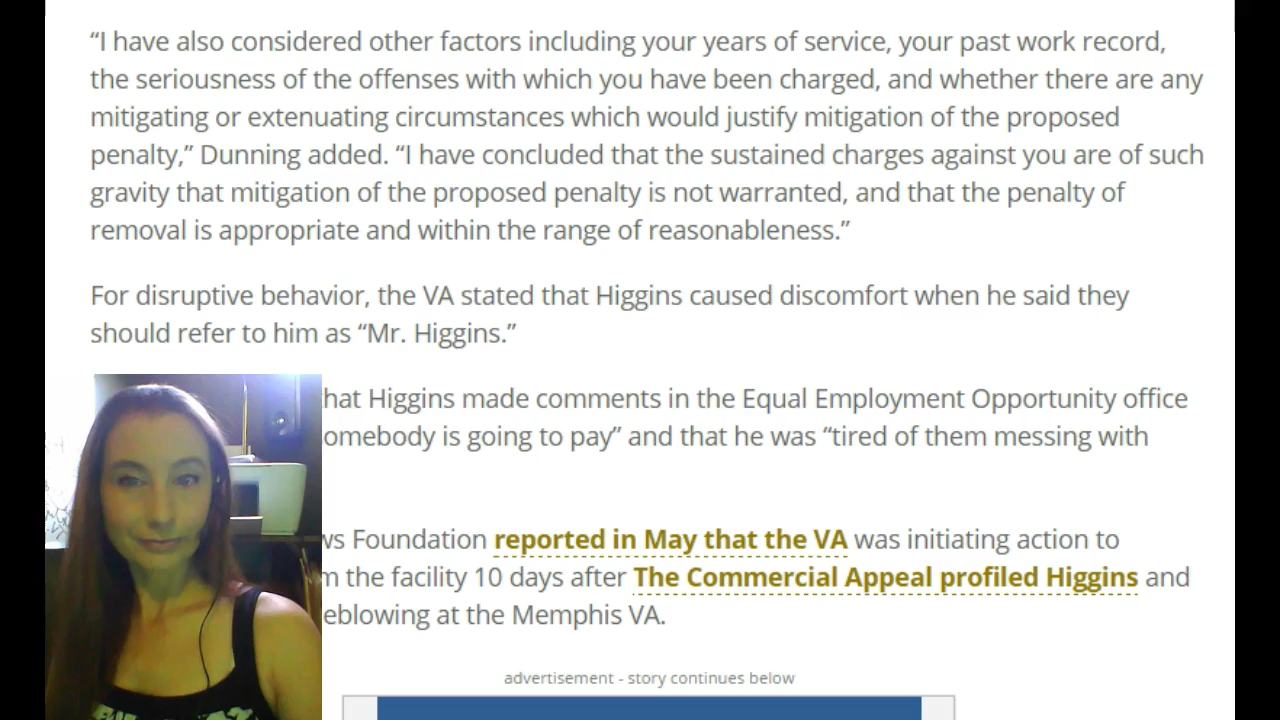 “I have also considered other factors including your years of service, your past work record,
the seriousness of the offenses with which you have been charged, and whether there are any
mitigating or extenuating circumstances which would justify mitigation of the proposed
penalty,” Dunning added. “I have concluded that the sustained charges against you are of such
gravity that mitigation of the proposed penalty is not warranted, and that the penalty of
removal is appropriate and within the range of reasonableness.”
For disruptive behavior, the VA stated that Higgins caused discomfort when he said they
should refer to him as “Mr. Higgins.”
hat Higgins made comments in the Equal Employment Opportunity office
omebody is going to pay” and that he was “tired of them messing with
ws Foundation reported in May that the VA was initiating action to
m the facility 10 days after The Commercial Appeal profiled Higgins and
eblowing at the Memphis VA.
advertisement - story continues below